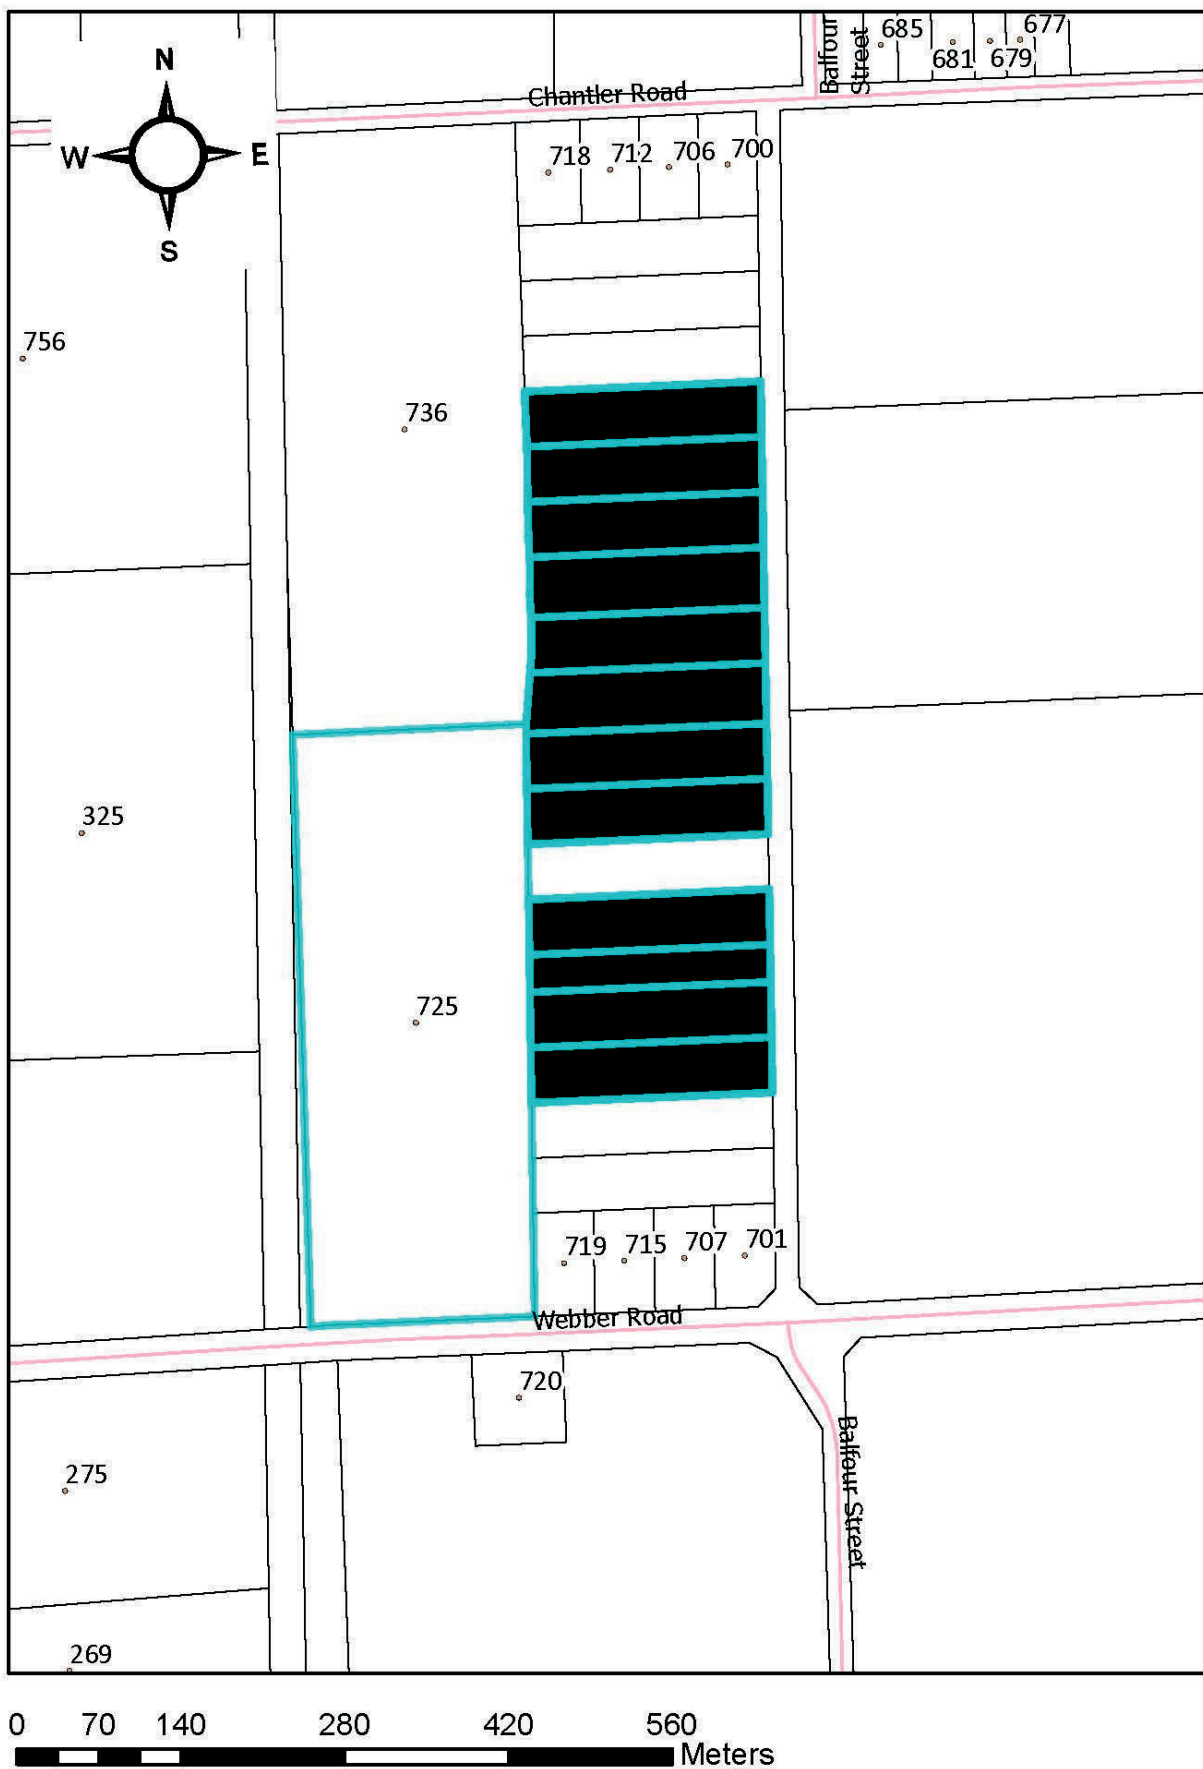 677
685
Balfour
Street
681 679
N
Chantler Road
W E
718 712 706 700
S
756
736
325
725
719 715 707 701
Webber Road
720
Balfour Street
275
269
0 70 140 280 420 560
Meters